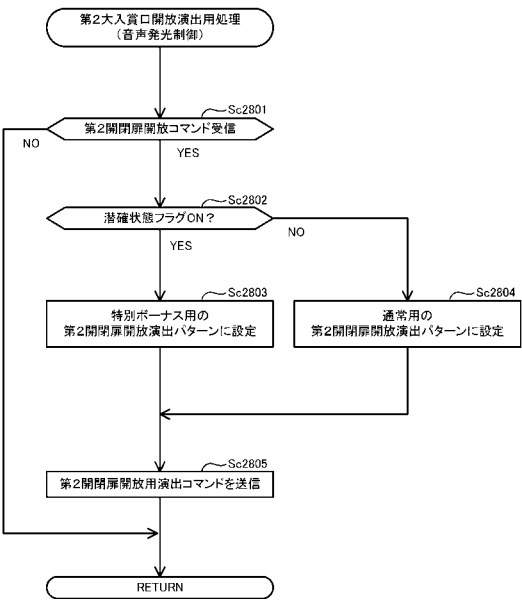 第2大入賞口開放演出用処理
(音声発光制御)
Sc2801
第2開閉扉開放コマンド受信
NO
YES
Sc2802
潜確状態フラグON?
NO
YES
Sc2803
特別ボーナス用の
第2開閉扉開放演出パターンに設定
Sc2804
通常用の
第2開閉扉開放演出パターンに設定
Sc2805
第2開閉扉開放用演出コマンドを送信
RETURN